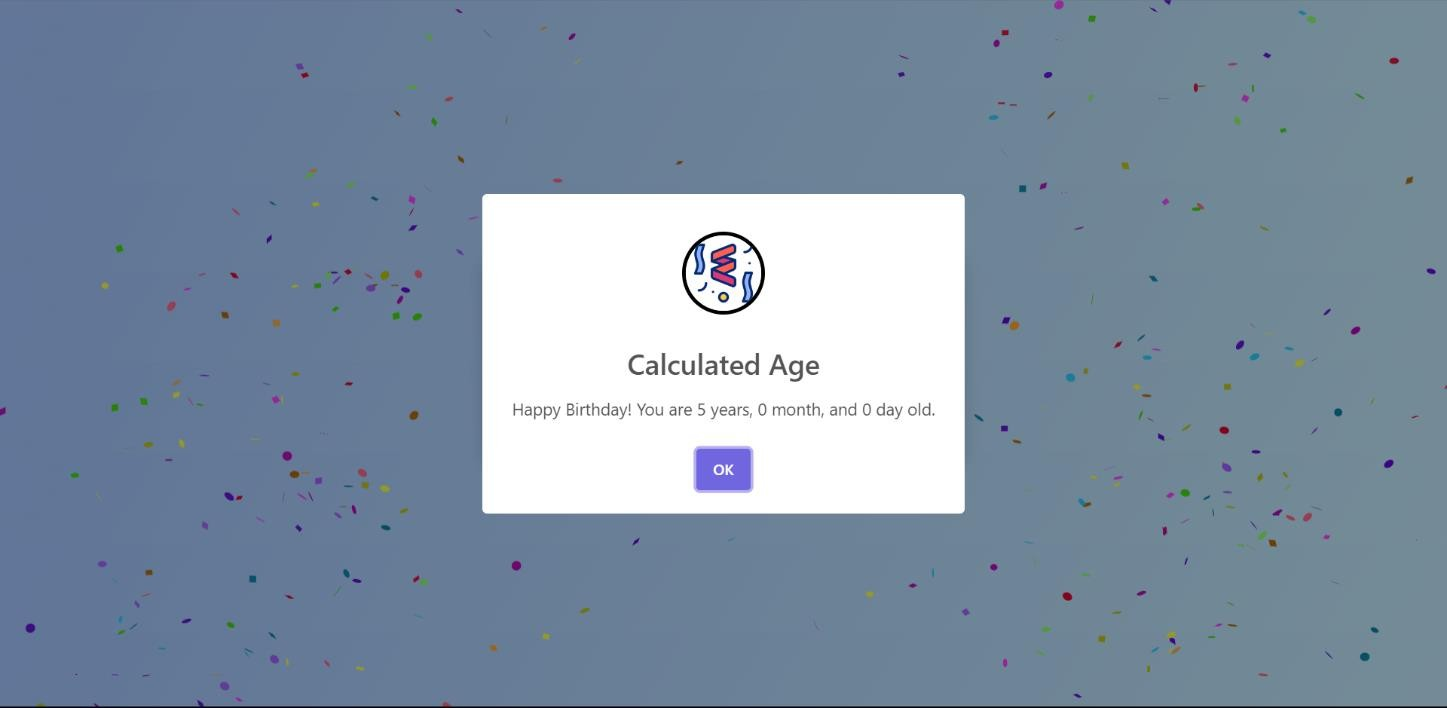 Calculated Age
Happy Birthday! You are 5 years, 0 month, and 0 day old.
OK